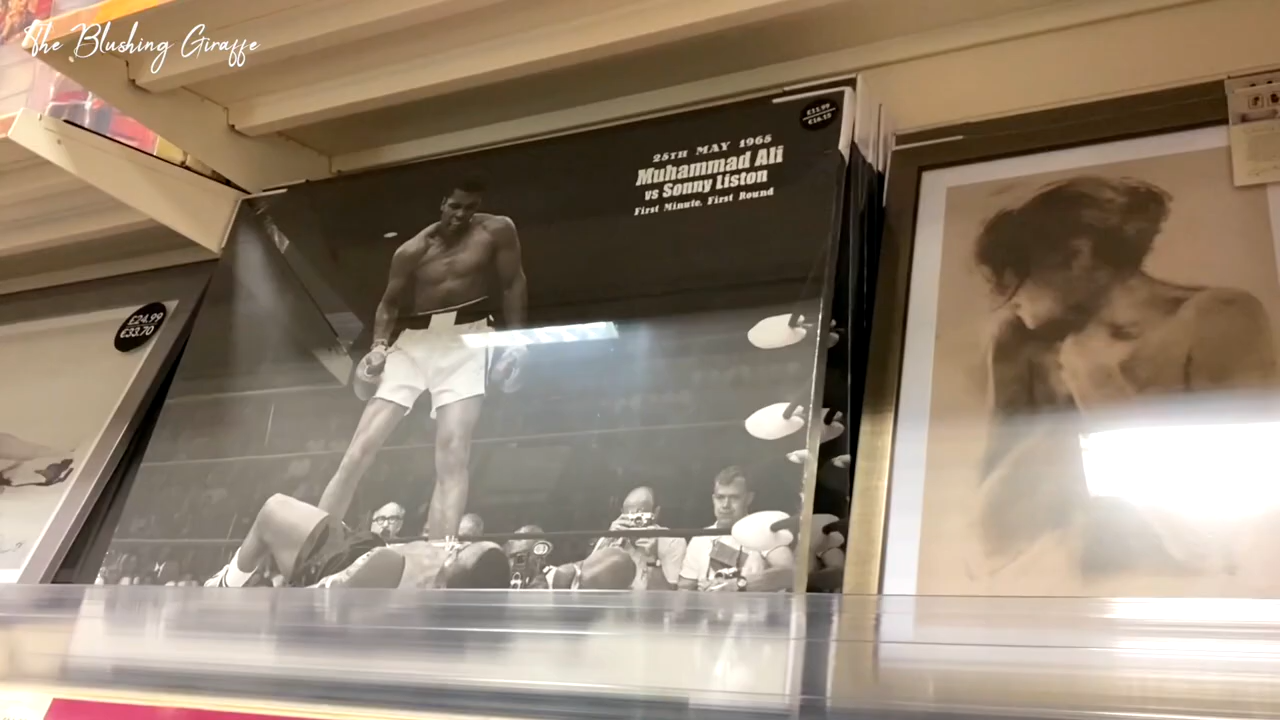 The Blushing Giraffe
£24.99
€33.70
25TH MAY 1965
Muhammad Ali
vs Sonny Liston
First Minute, First Round